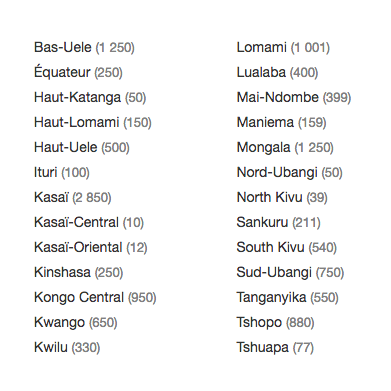 Bas-Uele (1 250)
Équateur (250)
Haut-Katanga (50)
Haut-Lomami (150)
Haut-Uele (500)
Ituri (100)
Kasaï (2 850)
Kasaï-Central (10)
Kasaï-Oriental (12)
Kinshasa (250)
Kongo Central (950)
Kwango (650)
Kwilu (330)
Lomami (1 001)
Lualaba (400)
Mai-Ndombe (399)
Maniema (159)
Mongala (1 250)
Nord-Ubangi (50)
North Kivu (39)
Sankuru (211)
South Kivu (540)
Sud-Ubangi (750)
Tanganyika (550)
Tshopo (880)
Tshuapa (77)